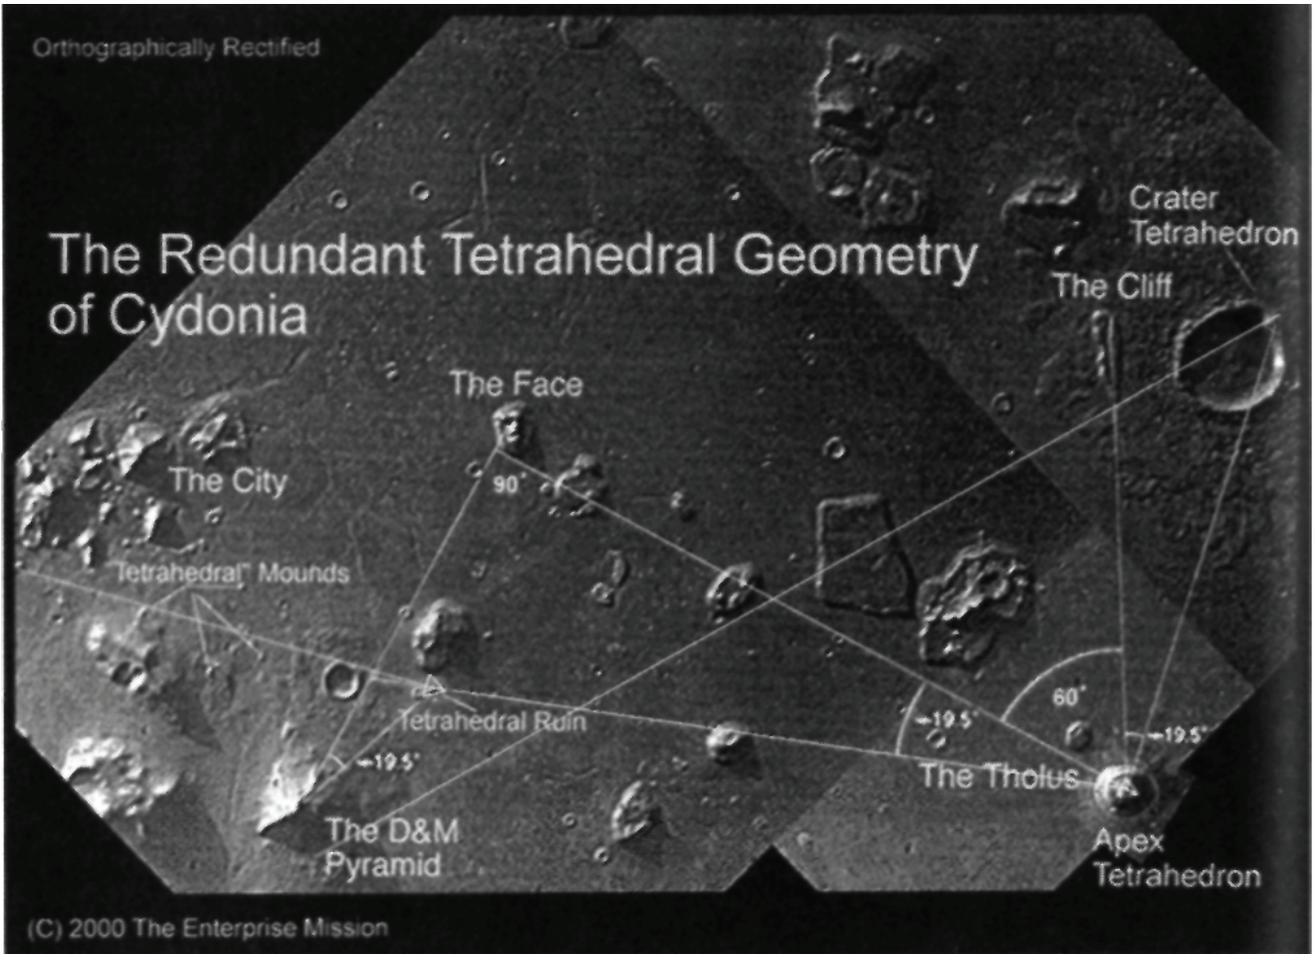 Orthographically Rectified
Crater
Tetrahedron
The Redundant Tetrahedral Geometry
of Cydonia
The Cliff
The Face
The City
90°
"Tetrahedral" Mounds
60°
~19.5°
~19.5°
Tetrahedral Ruin
~19.5°
The Tholus
The D&M
Pyramid
Apex
Tetrahedron
(C) 2000 The Enterprise Mission